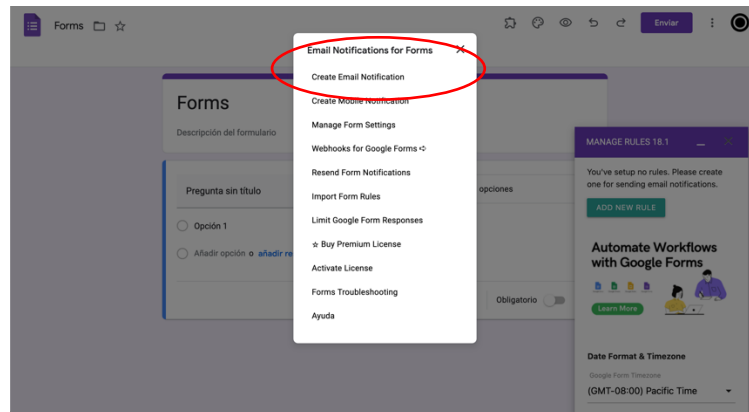 Forms
Enviar
Email Notifications for Forms
Create Email Notification
Create Mobile Notification
Manage Form Settings
Webhooks for Google Forms
Resend Form Notifications
Import Form Rules
Limit Google Form Responses
Buy Premium License
Activate License
Forms Troubleshooting
Ayuda
Forms
Descripción del formulario
Pregunta sin título
opciones
Opción 1
Añadir opción o añadir re
Obligatorio
MANAGE RULES 18.1
You've setup no rules. Please create
one for sending email notifications.
ADD NEW RULE
Automate Workflows
with Google Forms
Learn More
Date Format & Timezone
Google Form Timezone
(GMT-08:00) Pacific Time